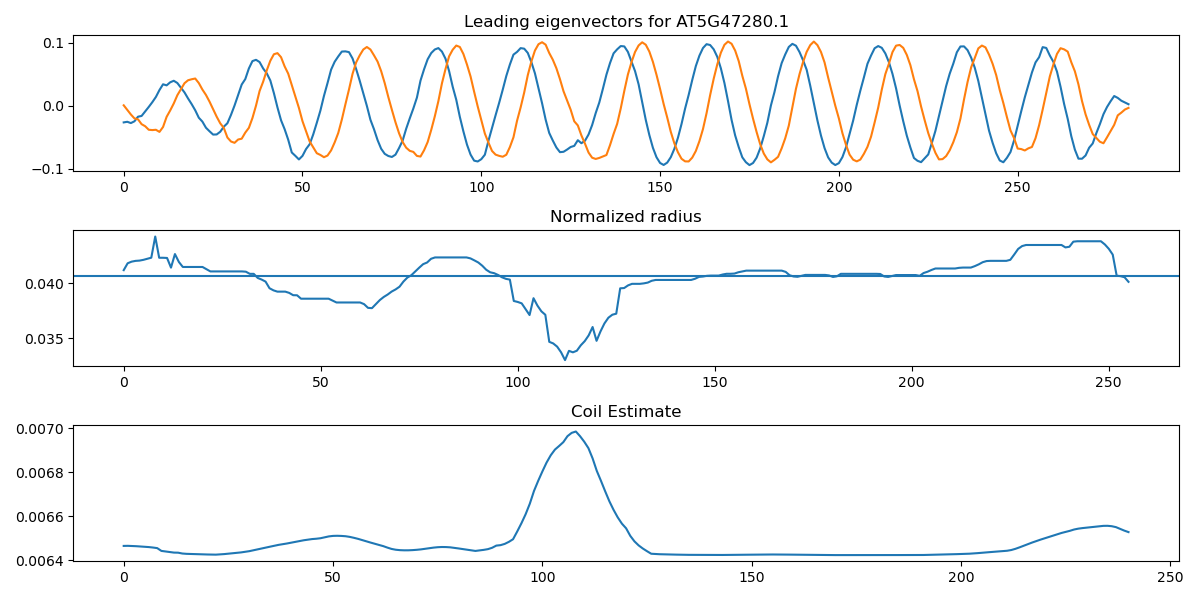 Leading eigenvectors for AT5G47280.1
0.1
0.0
−0.1
0 50 100 150 200 250
Normalized radius
0.040
0.035
0 50 100 150 200 250
Coil Estimate
0.0070
0.0068
0.0066
0.0064
0 50 100 150 200 250